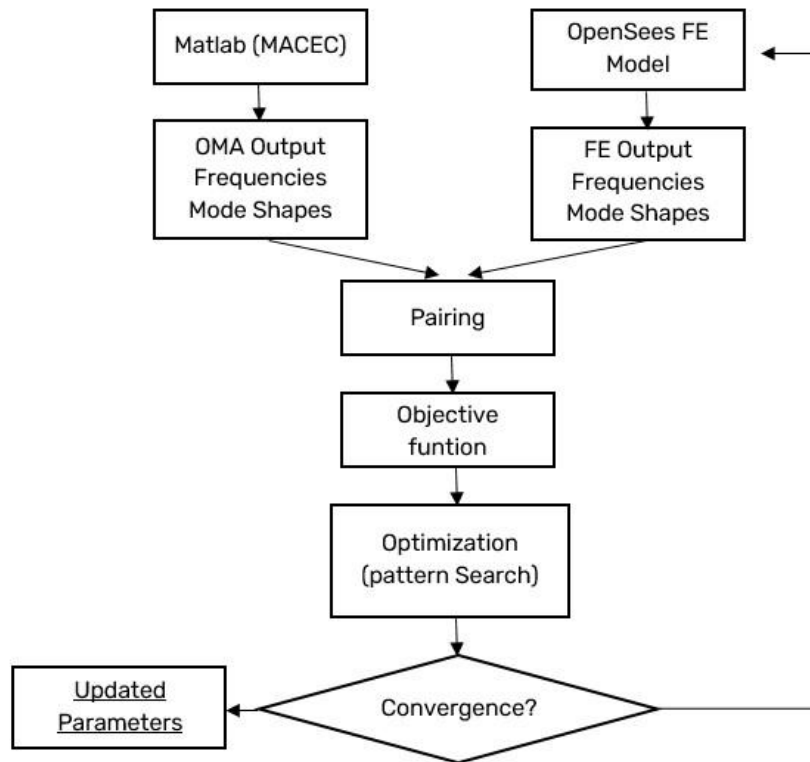 Matlab (MACEC)
OpenSees FE
Model
OMA Output
Frequencies
Mode Shapes
FE Output
Frequencies
Mode Shapes
Pairing
Objective
funtion
Optimization
(pattern Search)
Convergence?
Updated
Parameters